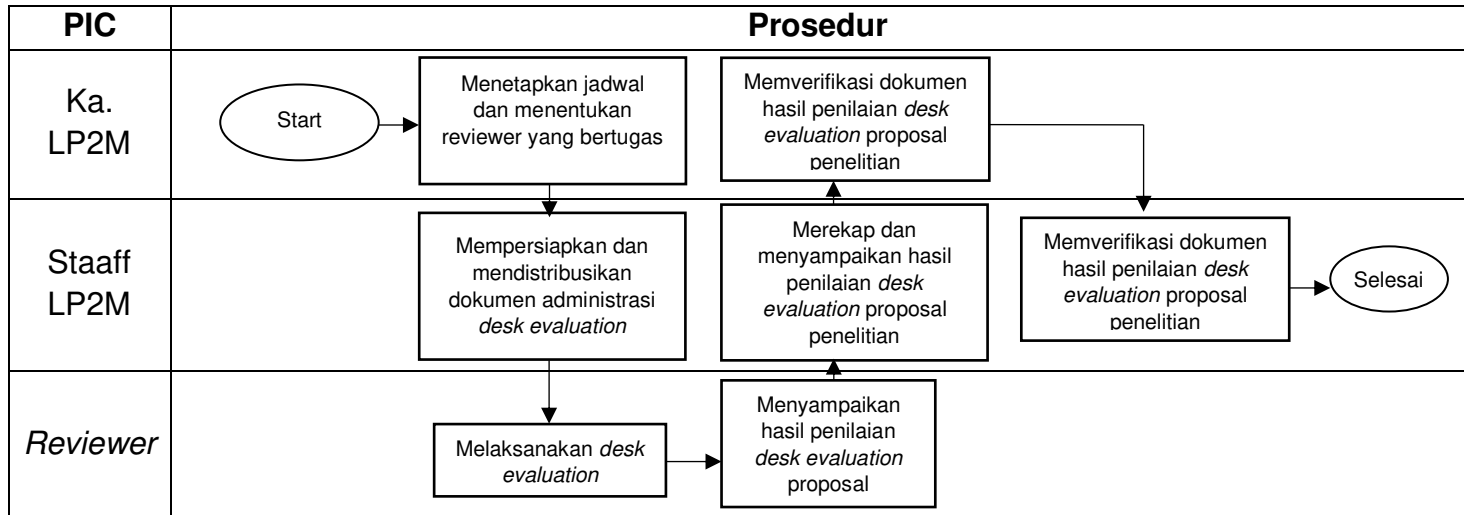 PIC
Prosedur
Ka.
LP2M
Start
Menetapkan jadwal
dan menentukan
reviewer yang bertugas
Memverifikasi dokumen
hasil penilaian desk
evaluation proposal
penelitian
Staaff
LP2M
Mempersiapkan dan
mendistribusikan
dokumen administrasi
desk evaluation
Merekap dan
menyampaikan hasil
penilaian desk
evaluation proposal
penelitian
Memverifikasi dokumen
hasil penilaian desk
evaluation proposal
penelitian
Selesai
Reviewer
Melaksanakan desk
evaluation
Menyampaikan
hasil penilaian
desk evaluation
proposal